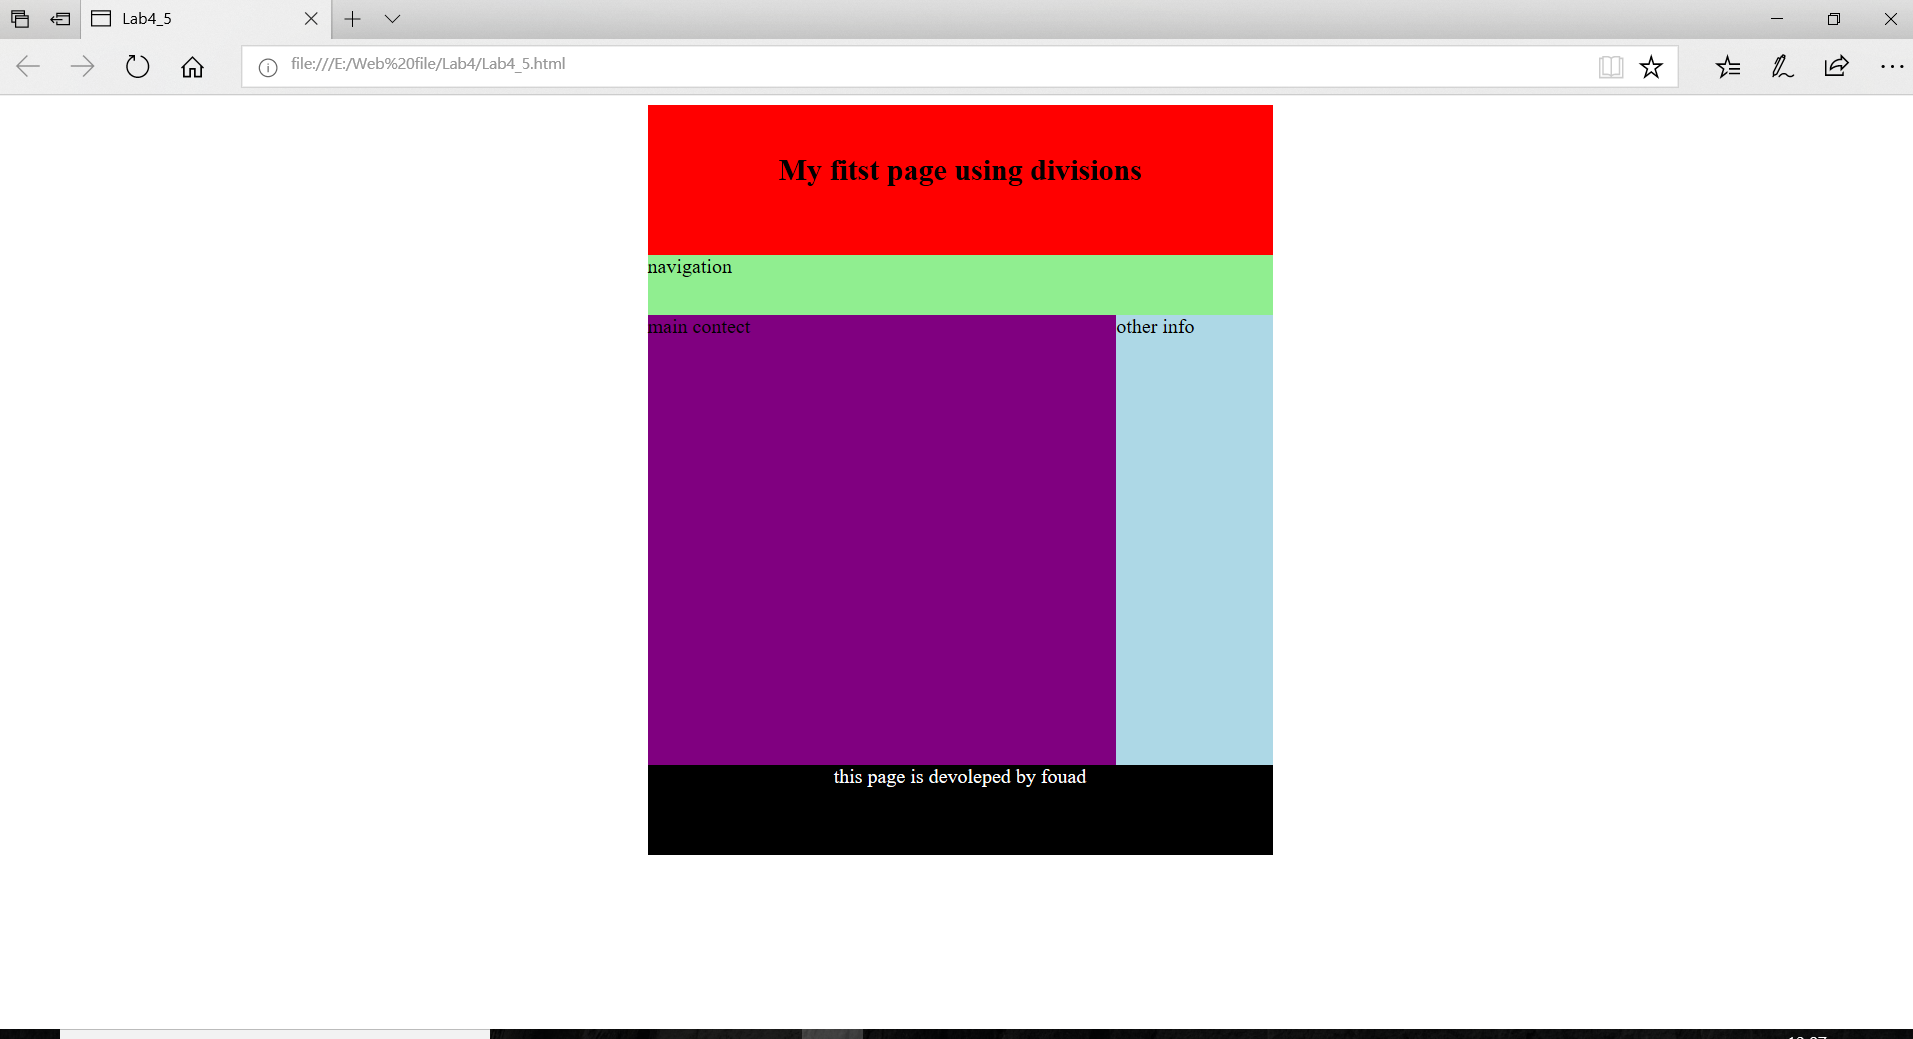 Lab4_5
file:///E:/Web%20file/Lab4/Lab4_5.html
My fitst page using divisions
navigation
main contect
other info
this page is devoleped by fouad